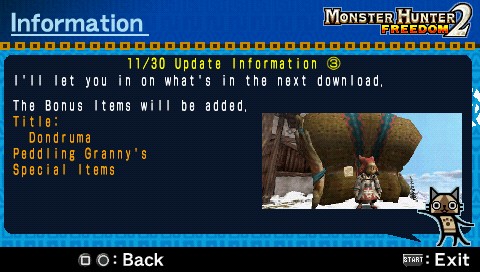 Information
MONSTER HUNTER
FREEDOM 2
11/30 Update Information ③
I'll let you in on what's in the next download.
The Bonus Items will be added.
Title:
Dondruma
Peddling Granny's
Special Items
□ ○: Back
START: Exit